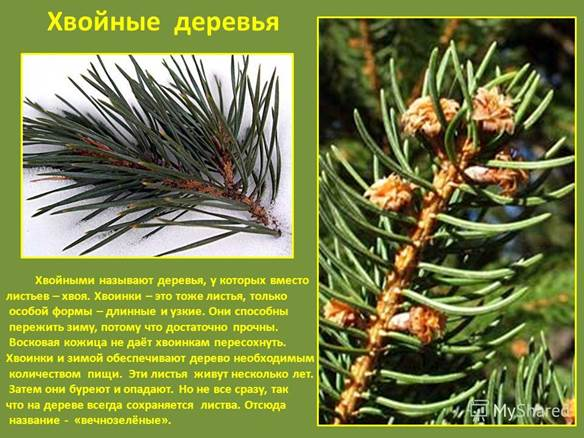 Хвойные деревья
Хвойными называют деревья, у которых вместо
листьев – хвоя. Хвоинки – это тоже листья, только
особой формы – длинные и узкие. Они способны
пережить зиму, потому что достаточно прочны.
Восковая кожица не даёт хвоинкам пересохнуть.
Хвоинки и зимой обеспечивают дерево необходимым
количеством пищи. Эти листья живут несколько лет.
Затем они буреют и опадают. Но не все сразу, так
что на дереве всегда сохраняется листва. Отсюда
название - «вечнозелёные».
MyShared